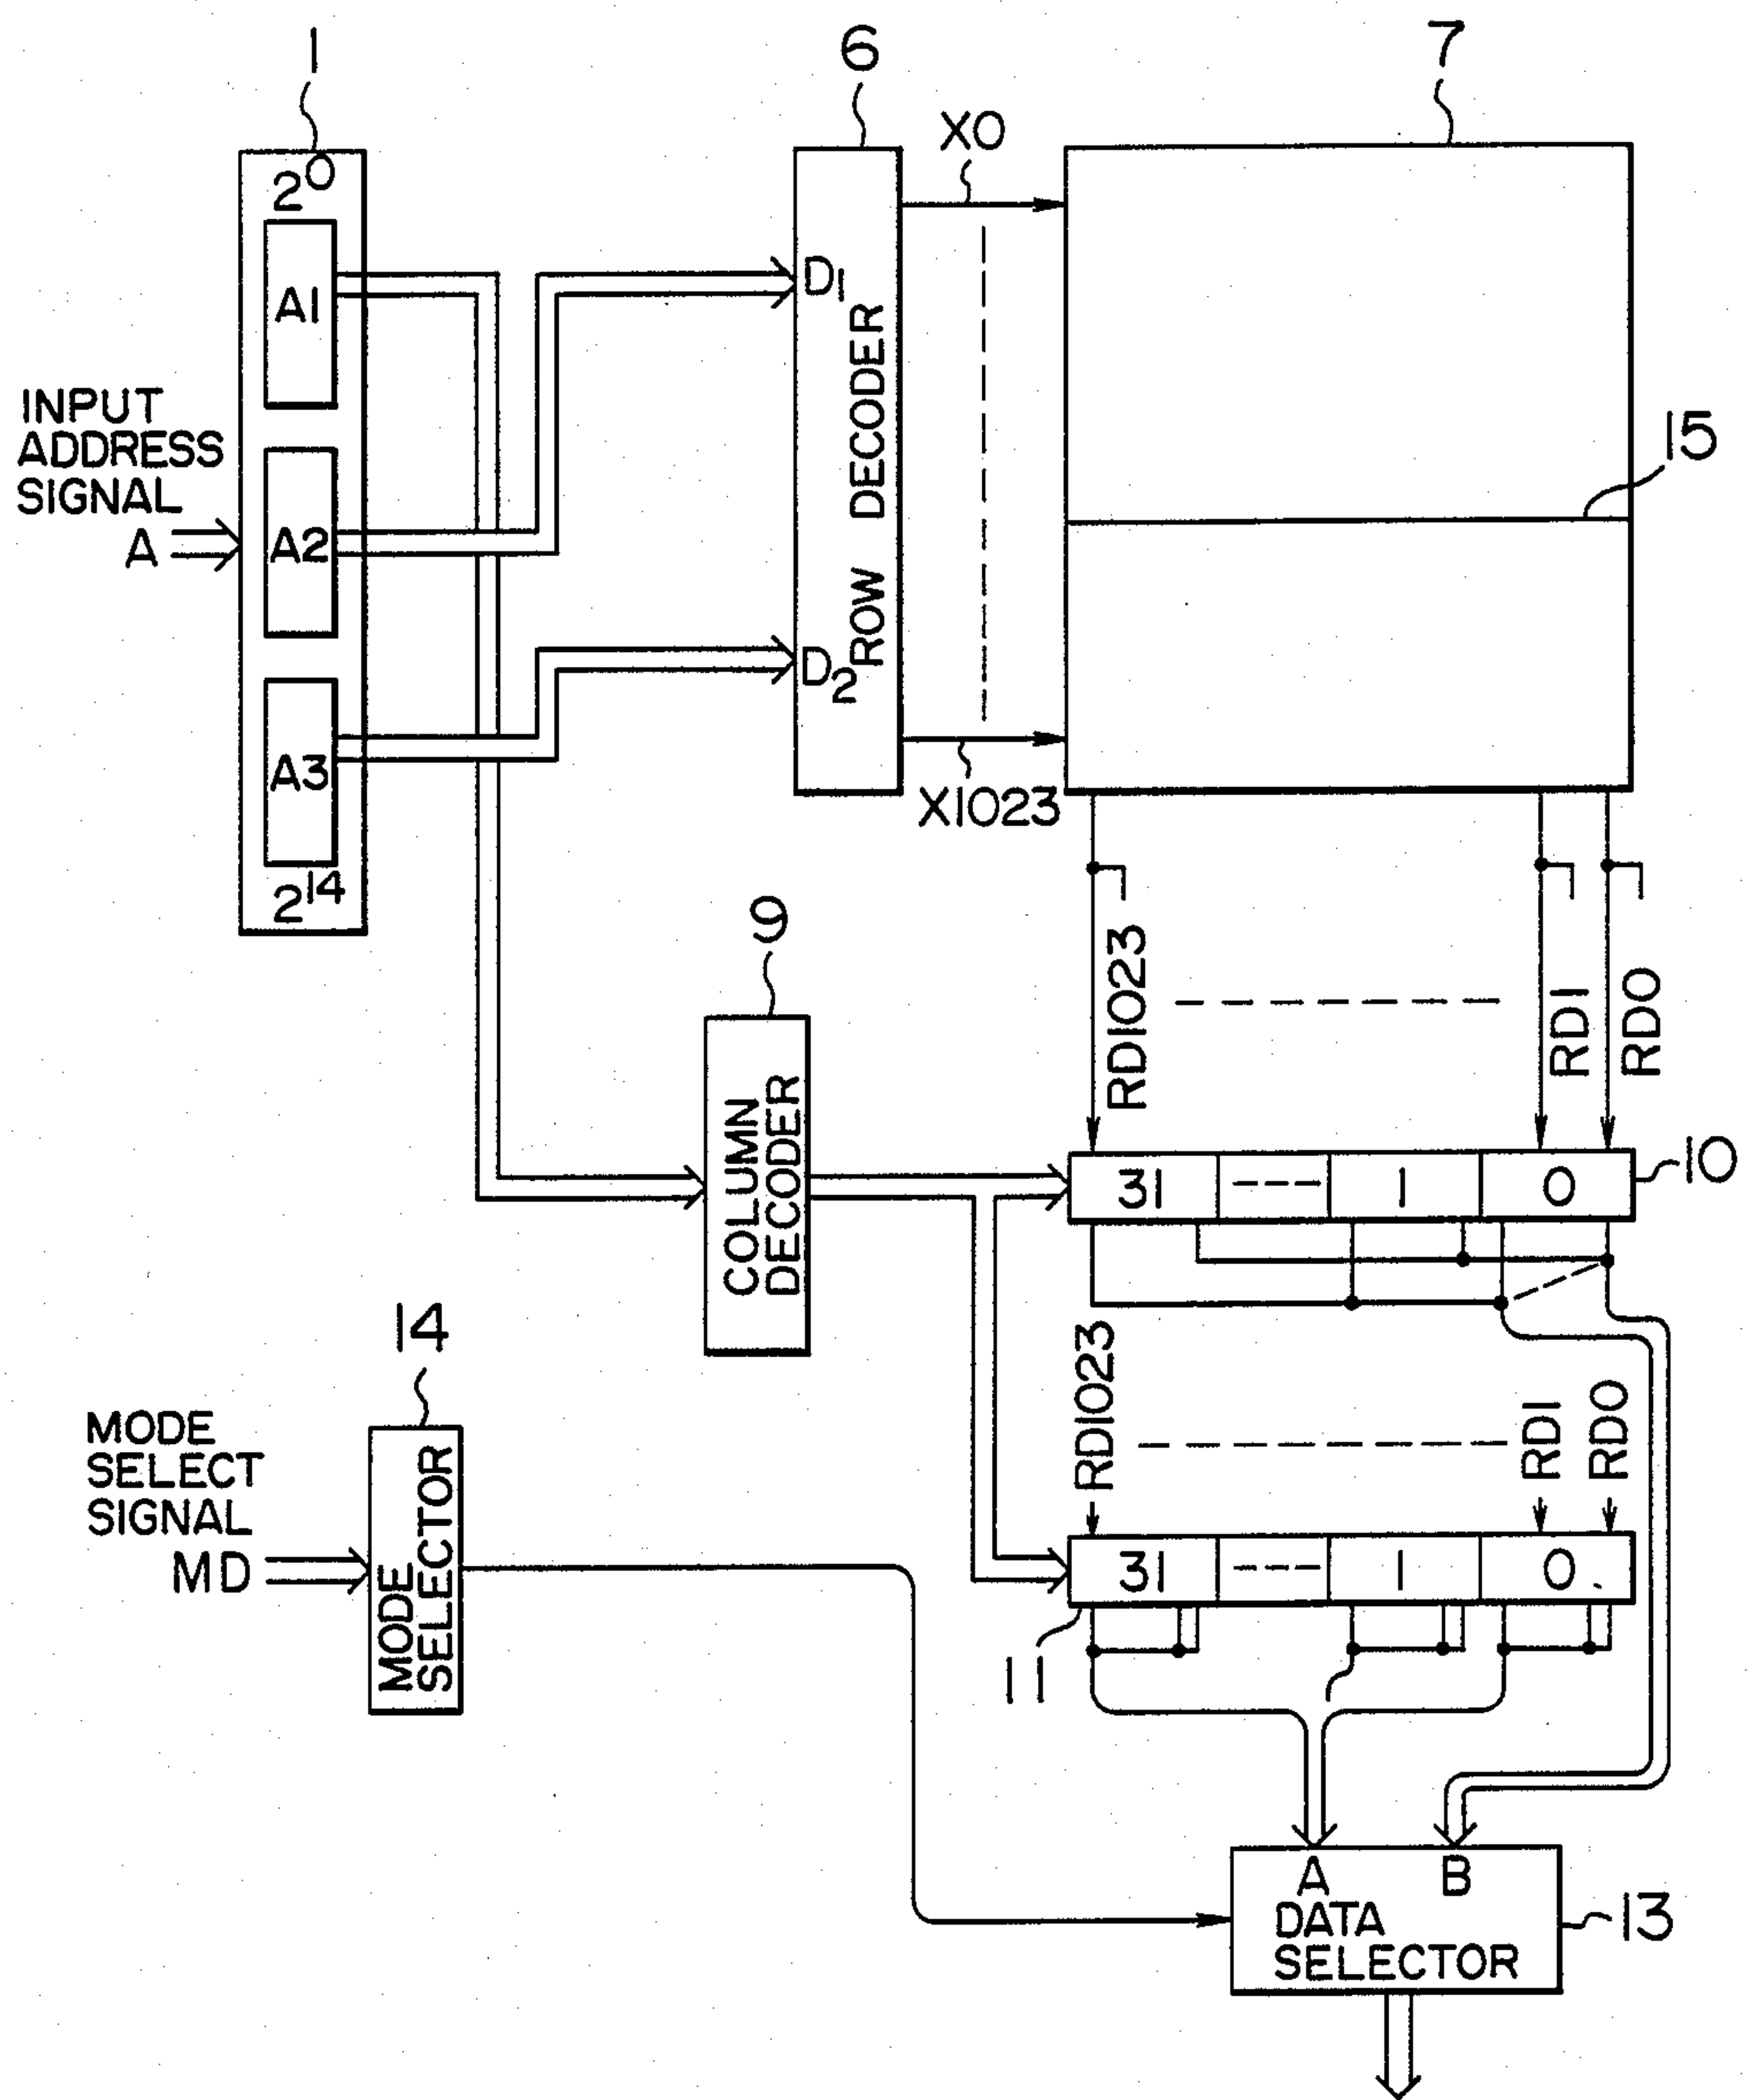 1
6
7
X0
2^0
A1
D1
INPUT
ADDRESS
SIGNAL
A
A2
ROW DECODER
15
D2
A3
X1023
2^14
9
RD1023
RD1
RD0
COLUMN
DECODER
31
1
0
10
14
RD1023
RD1
RD0
MODE
SELECT
SIGNAL
MD
MODE
SELECTOR
31
1
0
11
A
B
DATA
SELECTOR
13